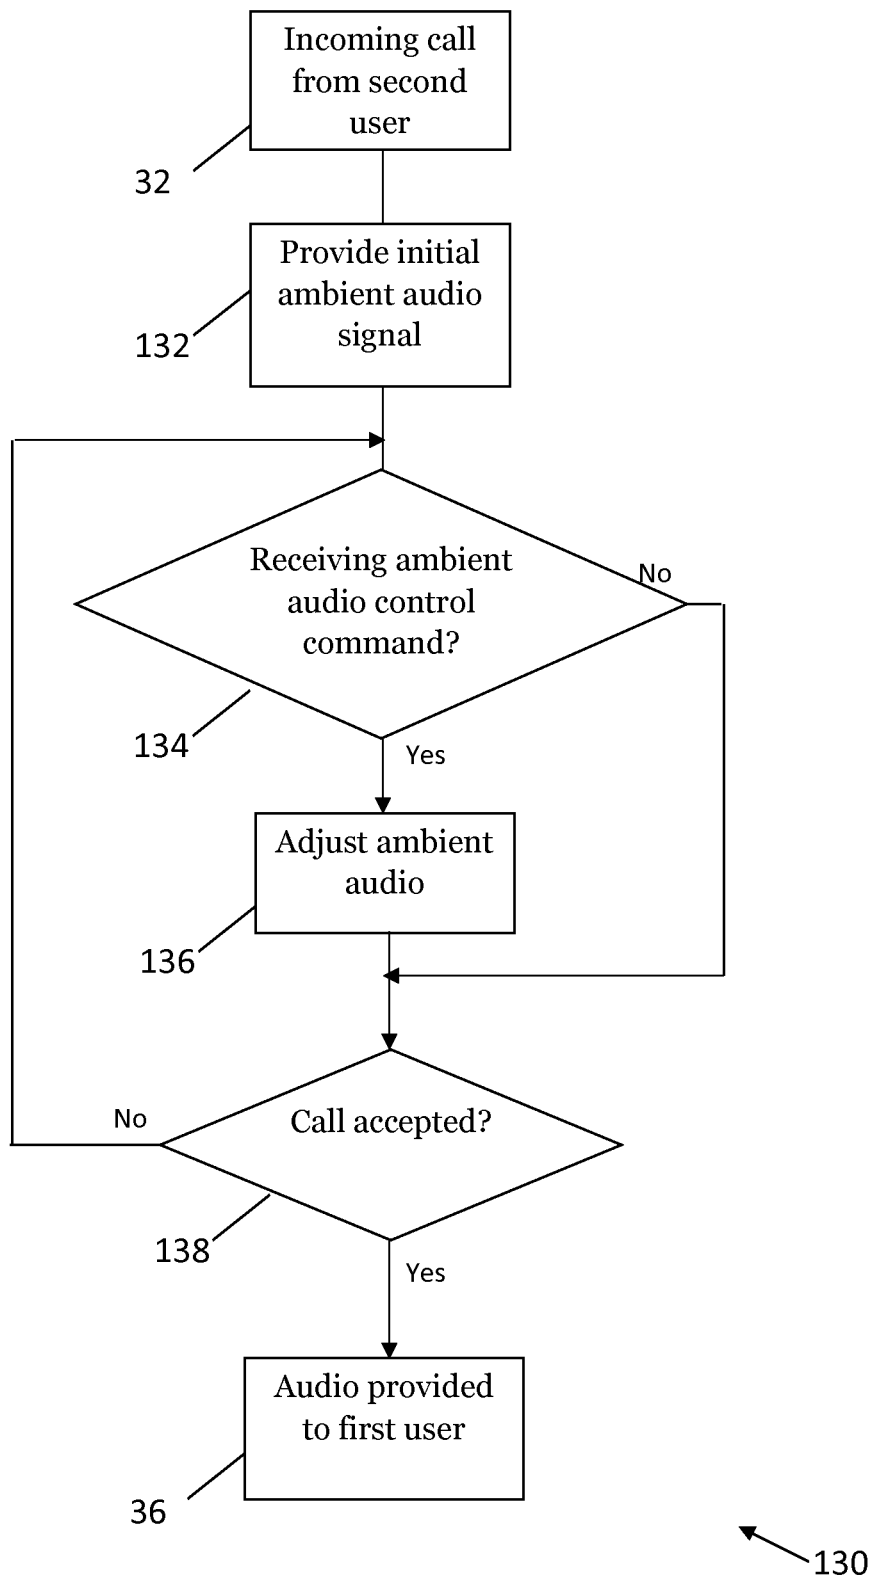 Incoming call
from second
user
32
Provide initial
ambient audio
signal
132
Receiving ambient
audio control
command?
No
134
Yes
Adjust ambient
audio
136
Call accepted?
No
138
Yes
Audio provided
to first user
36
130